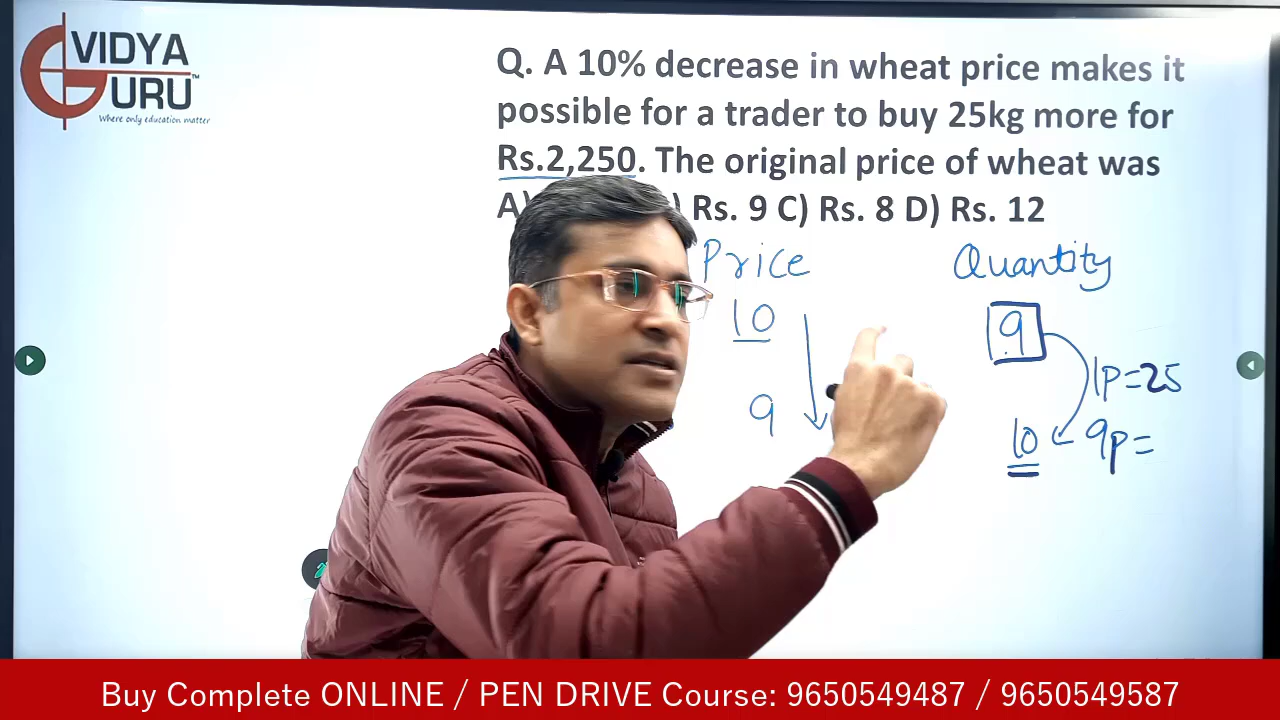 VIDYA
GURU™
Where only education matter
Q. A 10% decrease in wheat price makes it
possible for a trader to buy 25kg more for
Rs.2,250. The original price of wheat was
A) ) Rs. 9 C) Rs. 8 D) Rs. 12
Price Quantity
10 9
1p=25
9 10 9p=
Buy Complete ONLINE / PEN DRIVE Course: 9650549487 / 9650549587